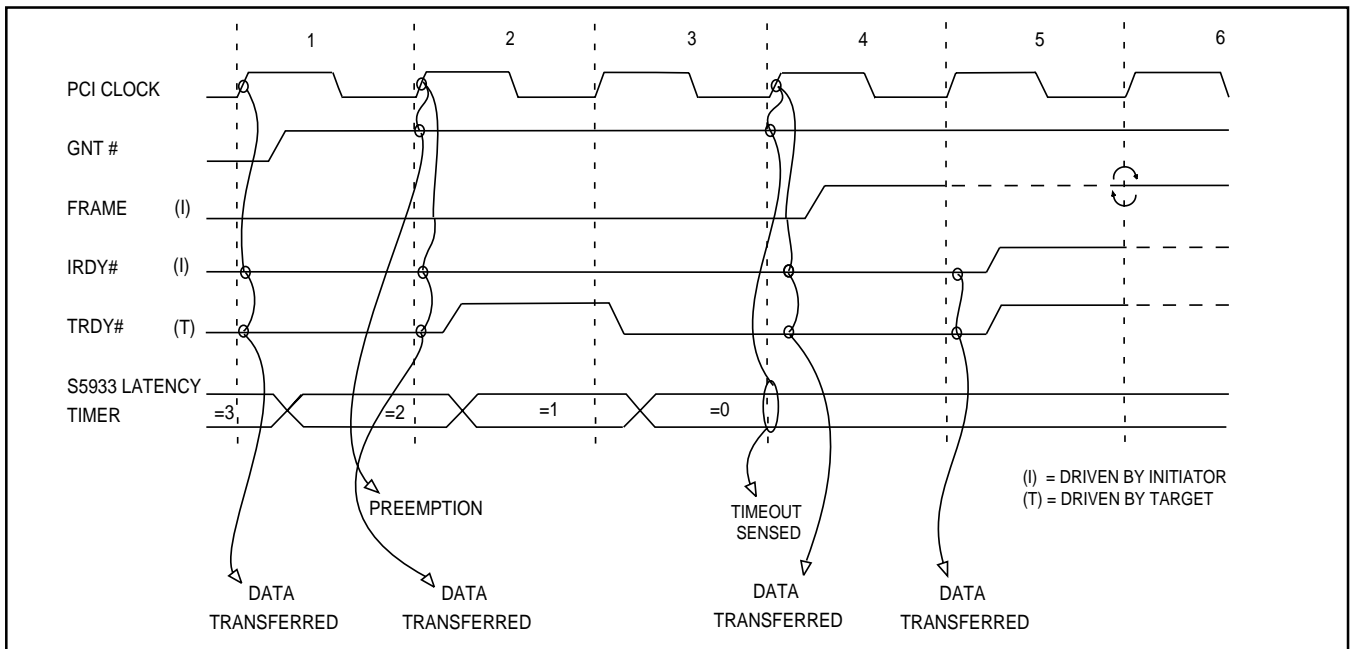 1 2 3 4 5 6
PCI CLOCK
GNT #
FRAME (I)
IRDY# (I)
TRDY# (T)
S5933 LATENCY
TIMER
=3 =2 =1 =0
(I) = DRIVEN BY INITIATOR
(T) = DRIVEN BY TARGET
PREEMPTION
TIMEOUT
SENSED
DATA
TRANSFERRED
DATA
TRANSFERRED
DATA
TRANSFERRED
DATA
TRANSFERRED